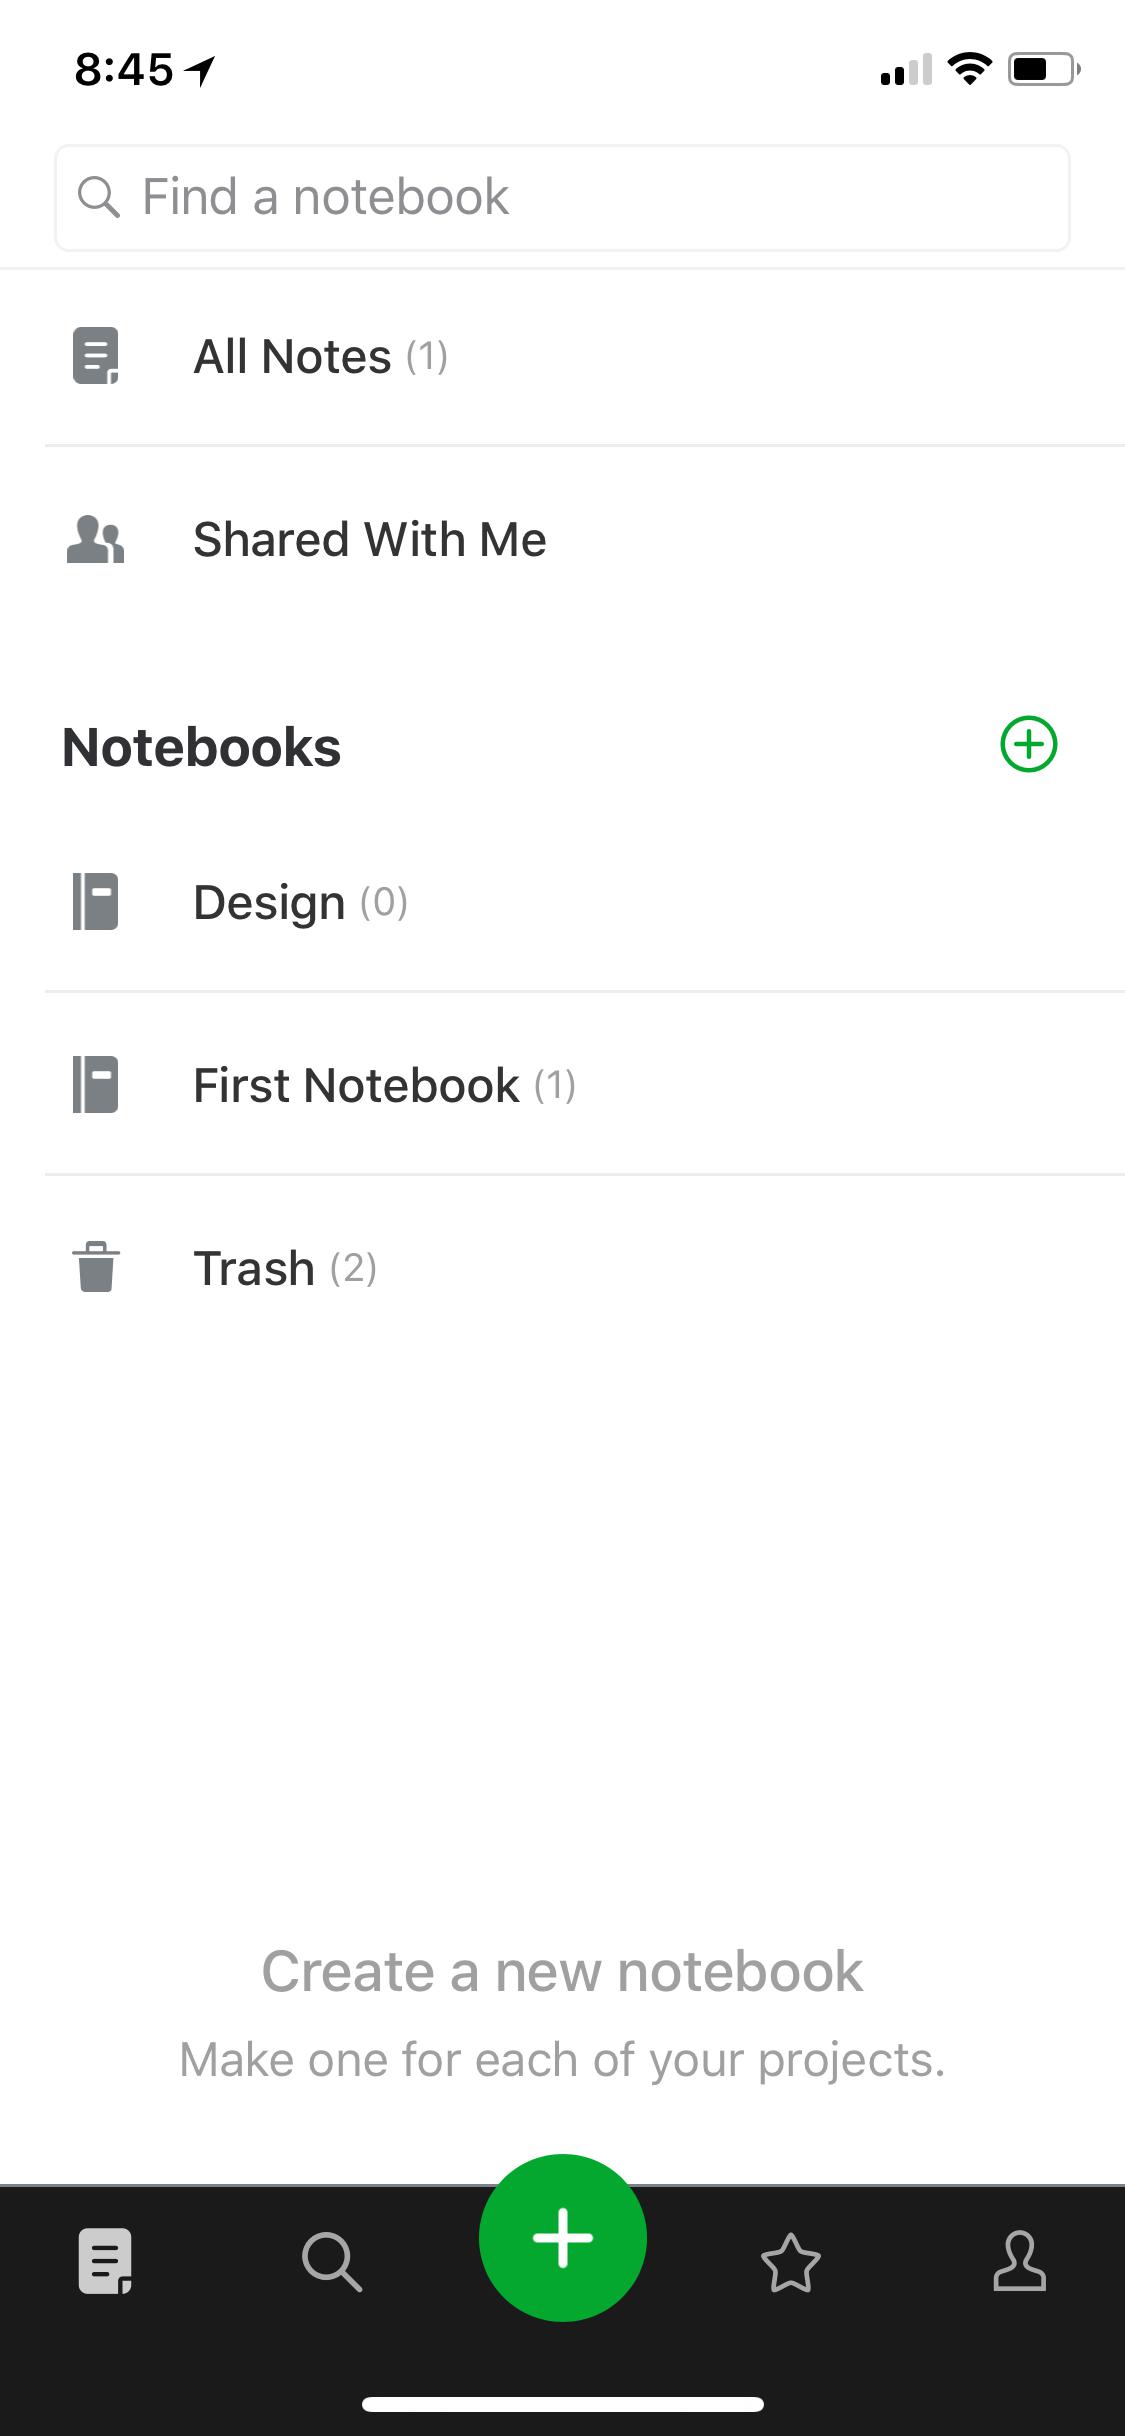 8:45
Find a notebook
All Notes (1)
Shared With Me
Notebooks
Design (0)
First Notebook (1)
Trash (2)
Create a new notebook
Make one for each of your projects.